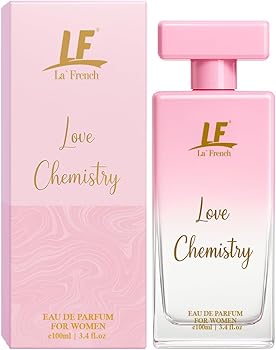 LF
La` French
Love
Chemistry
EAU DE PARFUM
FOR WOMEN
e100ml | 3.4 fl.oz
LF
La` French
Love
Chemistry
EAU DE PARFUM
FOR WOMEN
e100ml | 3.4 fl.oz